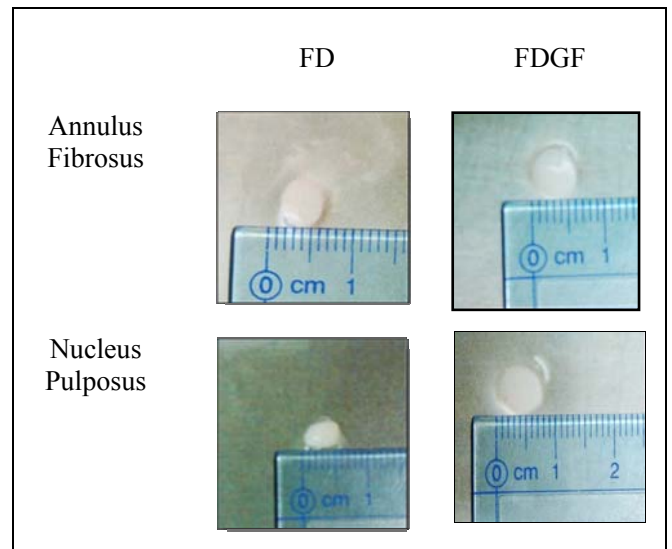 FD FDGF
Annulus
Fibrosus
0 cm 1
0 cm 1
Nucleus
Pulposus
0 cm 1
0 cm 1 2